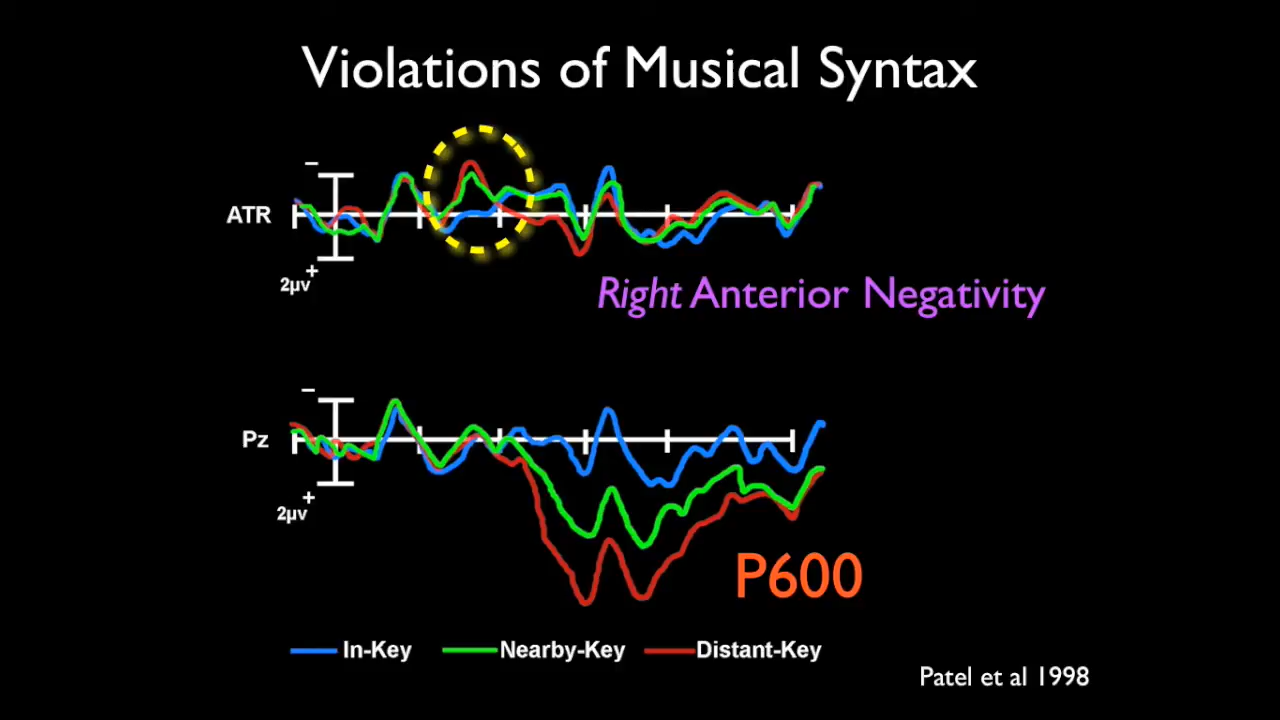 Violations of Musical Syntax
−
ATR
+
2μv
Right Anterior Negativity
−
Pz
+
2μv
P600
In-Key Nearby-Key Distant-Key
Patel et al 1998